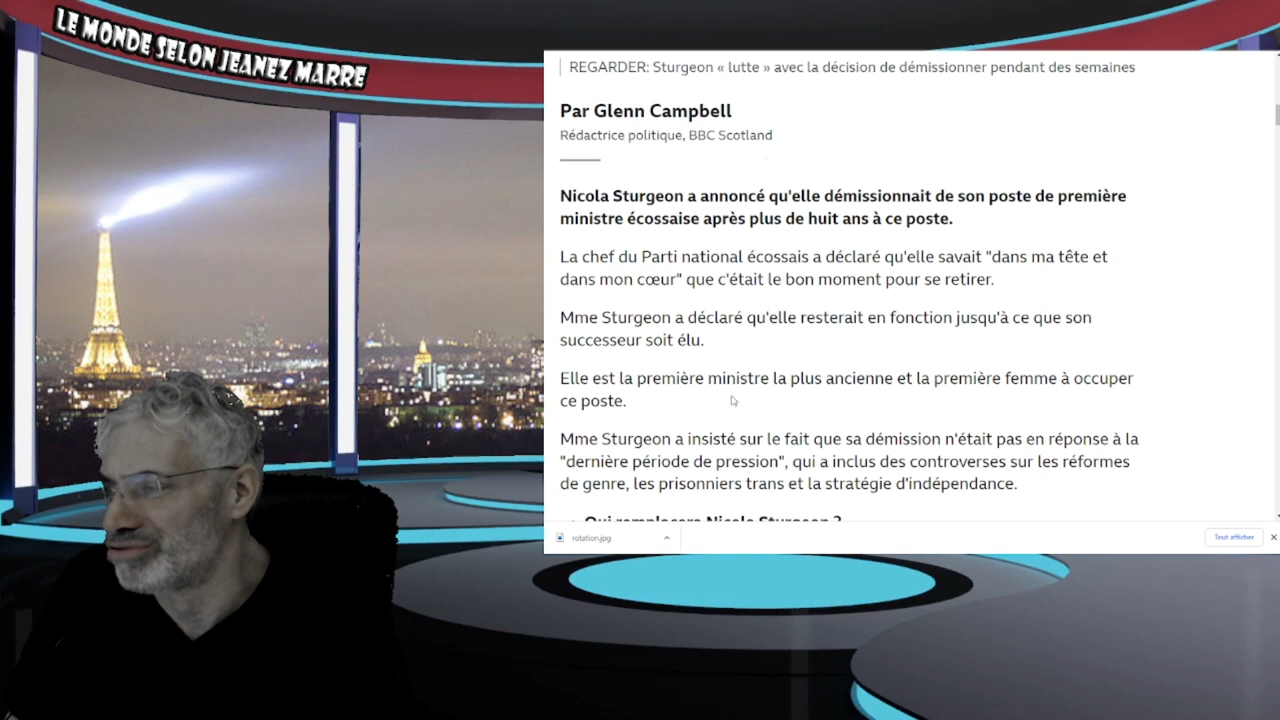 LE MONDE SELON JEANEZ MARRE
REGARDER: Sturgeon « lutte » avec la décision de démissionner pendant des semaines
Par Glenn Campbell
Rédactrice politique, BBC Scotland
Nicola Sturgeon a annoncé qu'elle démissionnait de son poste de première
ministre écossaise après plus de huit ans à ce poste.
La chef du Parti national écossais a déclaré qu'elle savait "dans ma tête et
dans mon cœur" que c'était le bon moment pour se retirer.
Mme Sturgeon a déclaré qu'elle resterait en fonction jusqu'à ce que son
successeur soit élu.
Elle est la première ministre la plus ancienne et la première femme à occuper
ce poste.
Mme Sturgeon a insisté sur le fait que sa démission n'était pas en réponse à la
"dernière période de pression", qui a inclus des controverses sur les réformes
de genre, les prisonniers trans et la stratégie d'indépendance.
Qui remplacera Nicola Sturgeon ?
rotation.jpg
Tout afficher